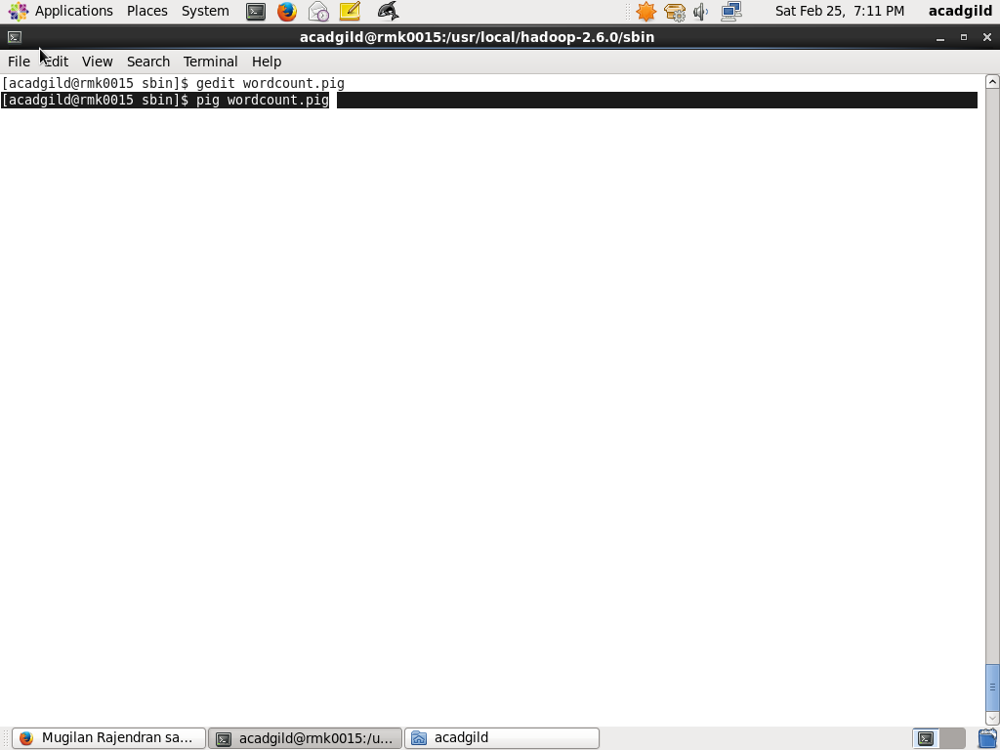 Applications Places System Sat Feb 25, 7:11 PM acadgild
acadgild@rmk0015:/usr/local/hadoop-2.6.0/sbin
File Edit View Search Terminal Help
[acadgild@rmk0015 sbin]$ gedit wordcount.pig
[acadgild@rmk0015 sbin]$ pig wordcount.pig
Mugilan Rajendran sa... acadgild@rmk0015:/u... acadgild